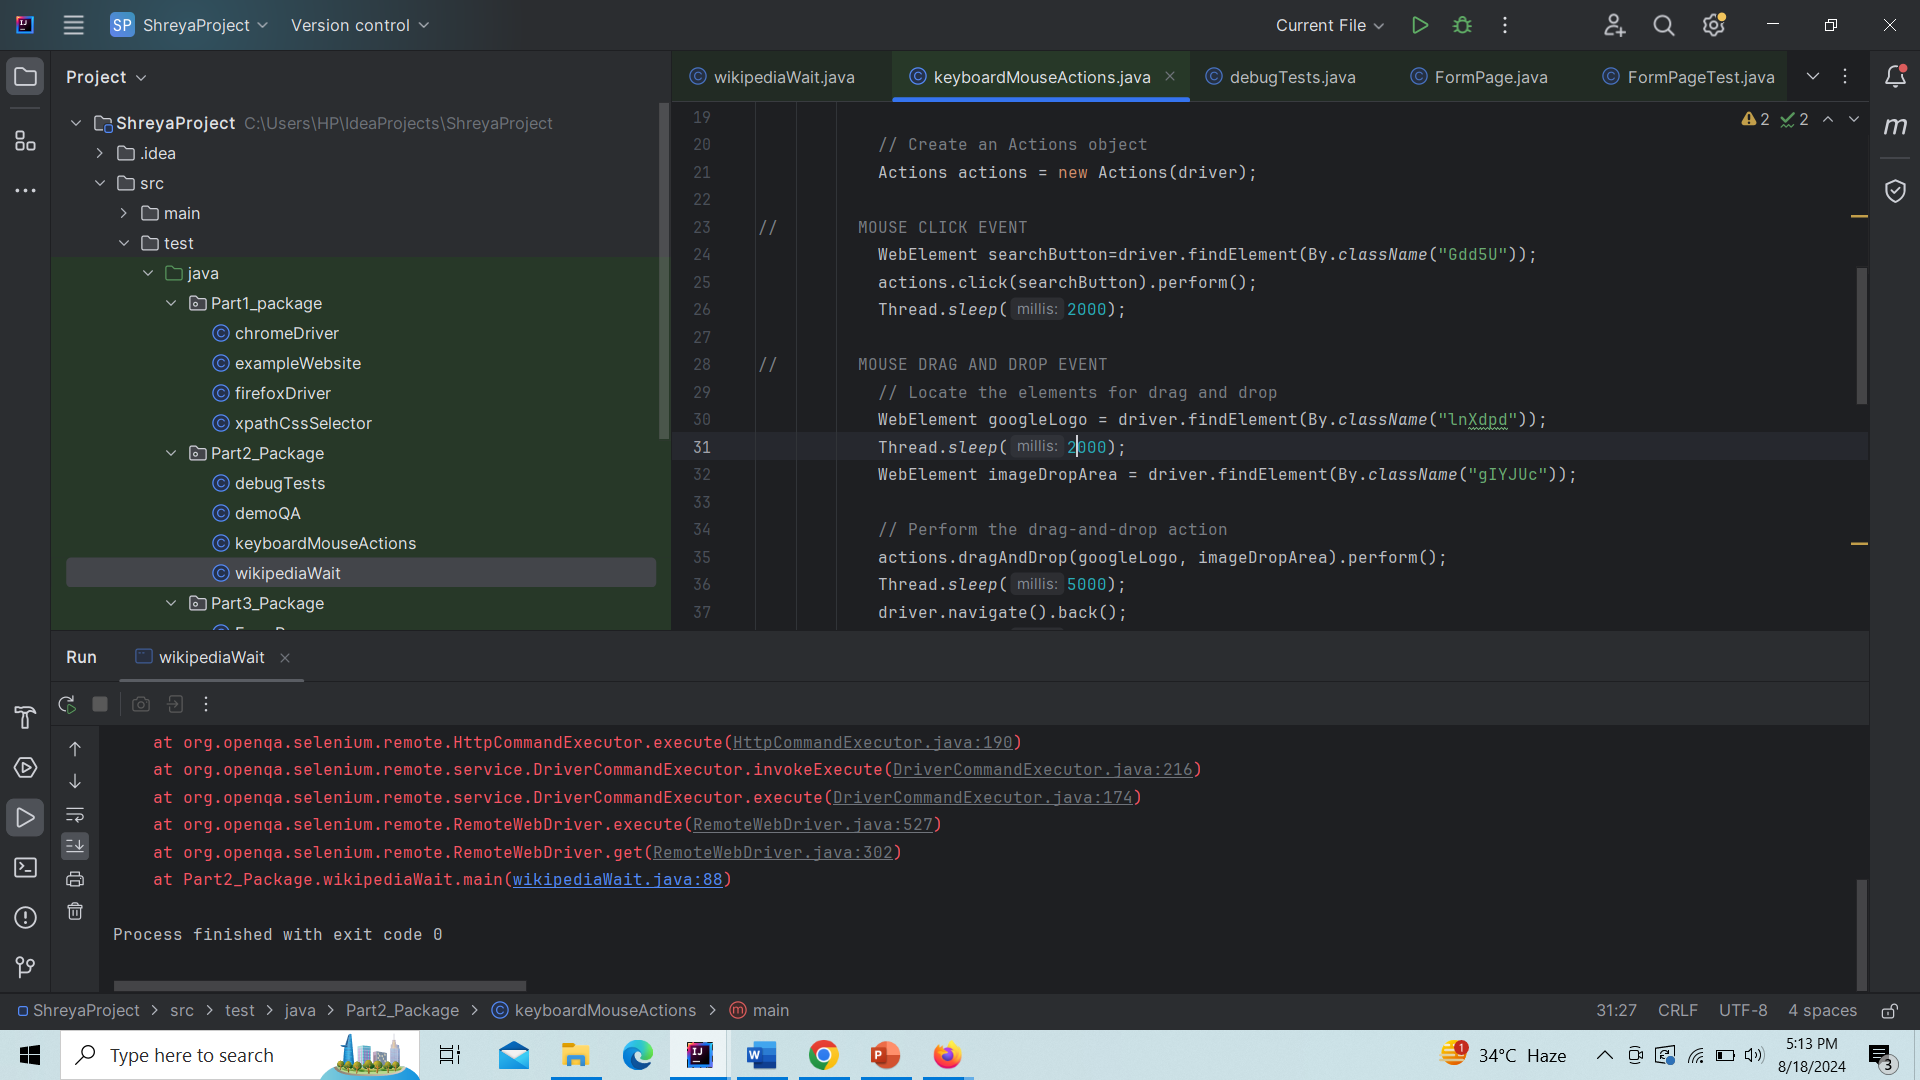 SP ShreyaProject Version control Current File
Project
wikipediaWait.java keyboardMouseActions.java debugTests.java FormPage.java FormPageTest.java
ShreyaProject C:\Users\HP\IdeaProjects\ShreyaProject
.idea
src
main
test
java
Part1_package
chromeDriver
exampleWebsite
firefoxDriver
xpathCssSelector
Part2_Package
debugTests
demoQA
keyboardMouseActions
wikipediaWait
Part3_Package
2 2
19
20 // Create an Actions object
21 Actions actions = new Actions(driver);
22
23 // MOUSE CLICK EVENT
24 WebElement searchButton=driver.findElement(By.className("Gdd5U"));
25 actions.click(searchButton).perform();
26 Thread.sleep( millis: 2000);
27
28 // MOUSE DRAG AND DROP EVENT
29 // Locate the elements for drag and drop
30 WebElement googleLogo = driver.findElement(By.className("lnXdpd"));
31 Thread.sleep( millis: 2000);
32 WebElement imageDropArea = driver.findElement(By.className("gIYJUc"));
33
34 // Perform the drag-and-drop action
35 actions.dragAndDrop(googleLogo, imageDropArea).perform();
36 Thread.sleep( millis: 5000);
37 driver.navigate().back();
Run wikipediaWait
at org.openqa.selenium.remote.HttpCommandExecutor.execute(HttpCommandExecutor.java:190)
at org.openqa.selenium.remote.service.DriverCommandExecutor.invokeExecute(DriverCommandExecutor.java:216)
at org.openqa.selenium.remote.service.DriverCommandExecutor.execute(DriverCommandExecutor.java:174)
at org.openqa.selenium.remote.RemoteWebDriver.execute(RemoteWebDriver.java:527)
at org.openqa.selenium.remote.RemoteWebDriver.get(RemoteWebDriver.java:302)
at Part2_Package.wikipediaWait.main(wikipediaWait.java:88)
Process finished with exit code 0
ShreyaProject > src > test > java > Part2_Package > keyboardMouseActions > main 31:27 CRLF UTF-8 4 spaces
Type here to search 1 34°C Haze 5:13 PM
8/18/2024 3